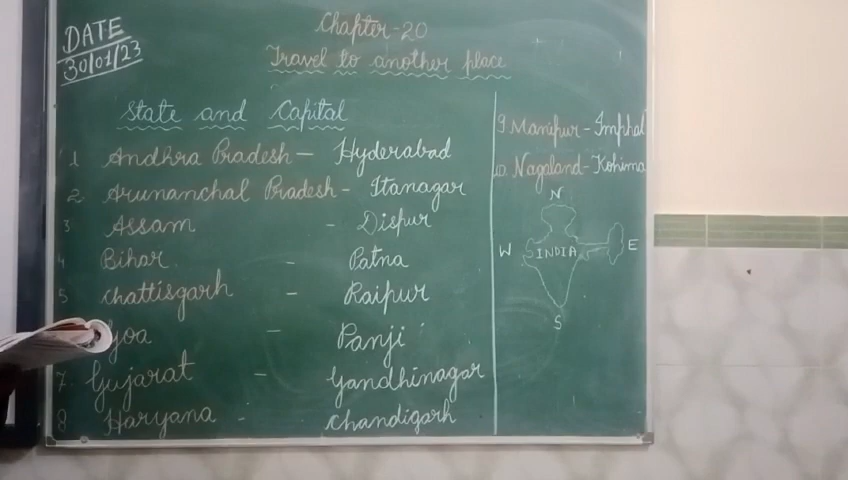 DATE
30/01/23
Chapter-20
Travel to another place
State and Capital
1 Andhra Pradesh - Hyderabad
2. Arunanchal Pradesh - Itanagar
3 Assam - Dispur
4 Bihar - Patna
5 Chattisgarh - Raipur
Goa - Panji
7. Gujarat - Gandhinagar
8 Haryana - Chandigarh
9 Manipur - Imphal
10. Nagaland - Kohima
N
W INDIA E
S